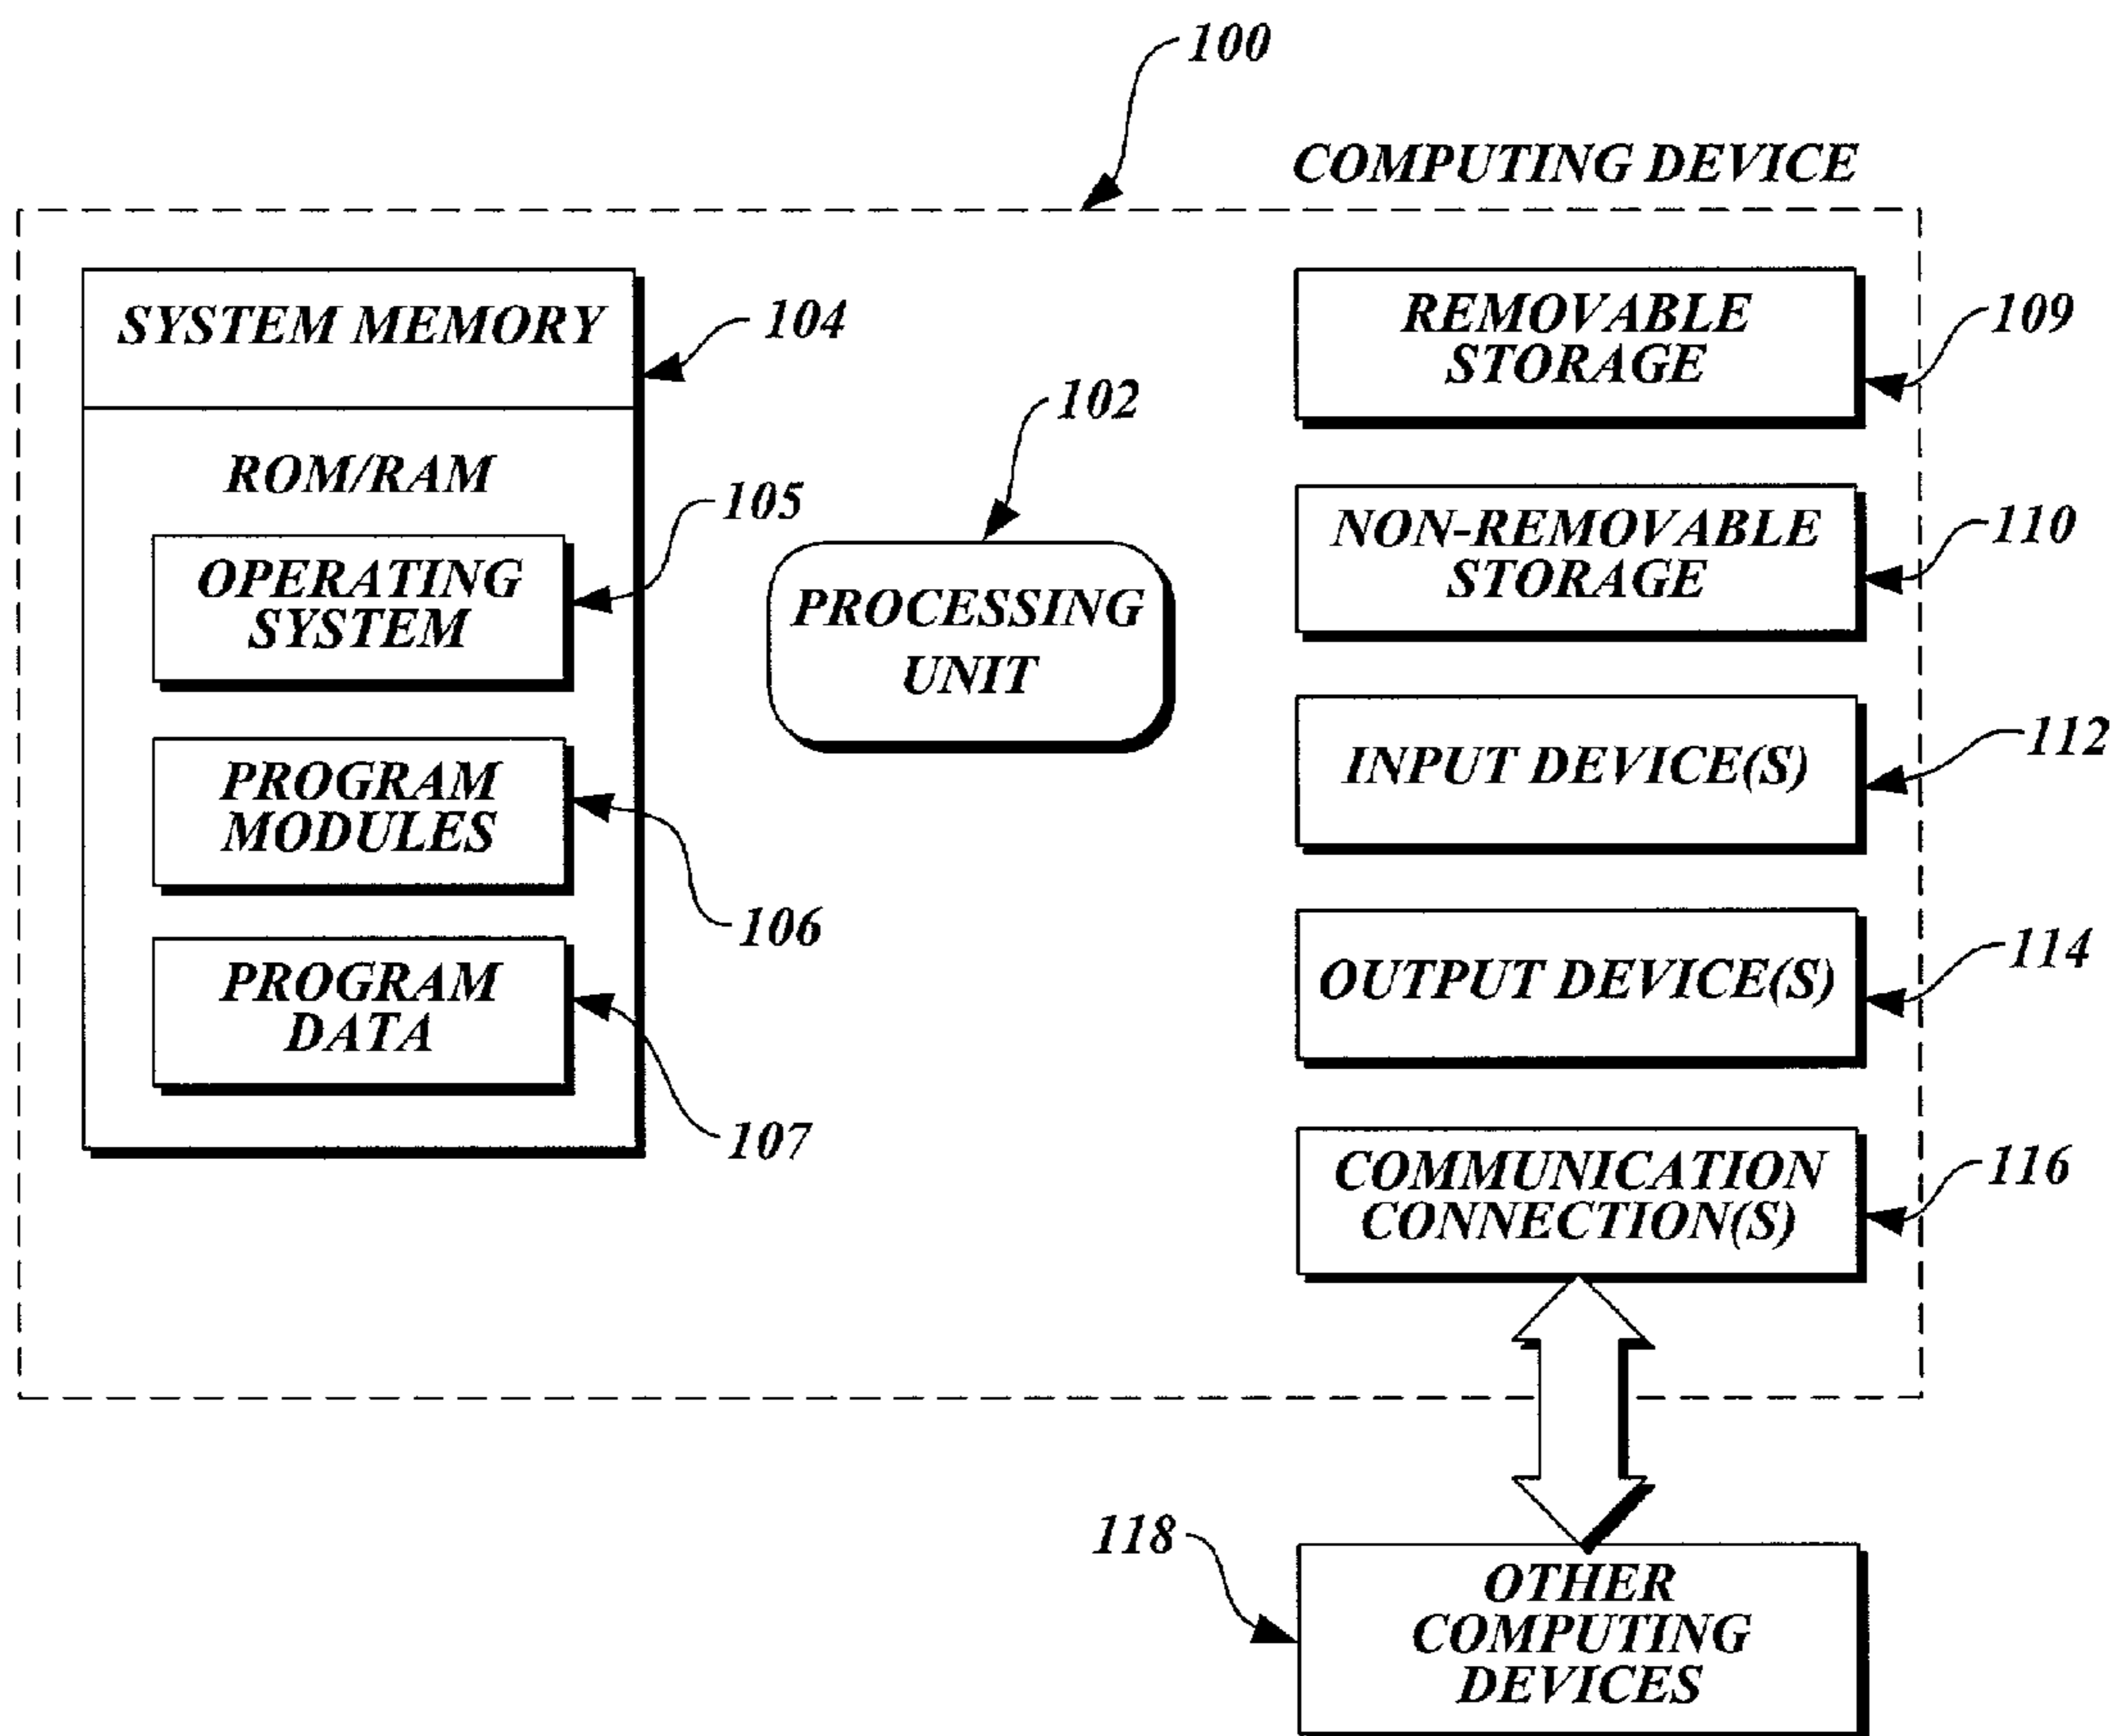 100
COMPUTING DEVICE
SYSTEM MEMORY
104
ROM/RAM
105
OPERATING
SYSTEM
PROGRAM
MODULES
106
PROGRAM
DATA
107
102
PROCESSING
UNIT
REMOVABLE
STORAGE
109
NON-REMOVABLE
STORAGE
110
INPUT DEVICE(S)
112
OUTPUT DEVICE(S)
114
COMMUNICATION
CONNECTION(S)
116
118
OTHER
COMPUTING
DEVICES